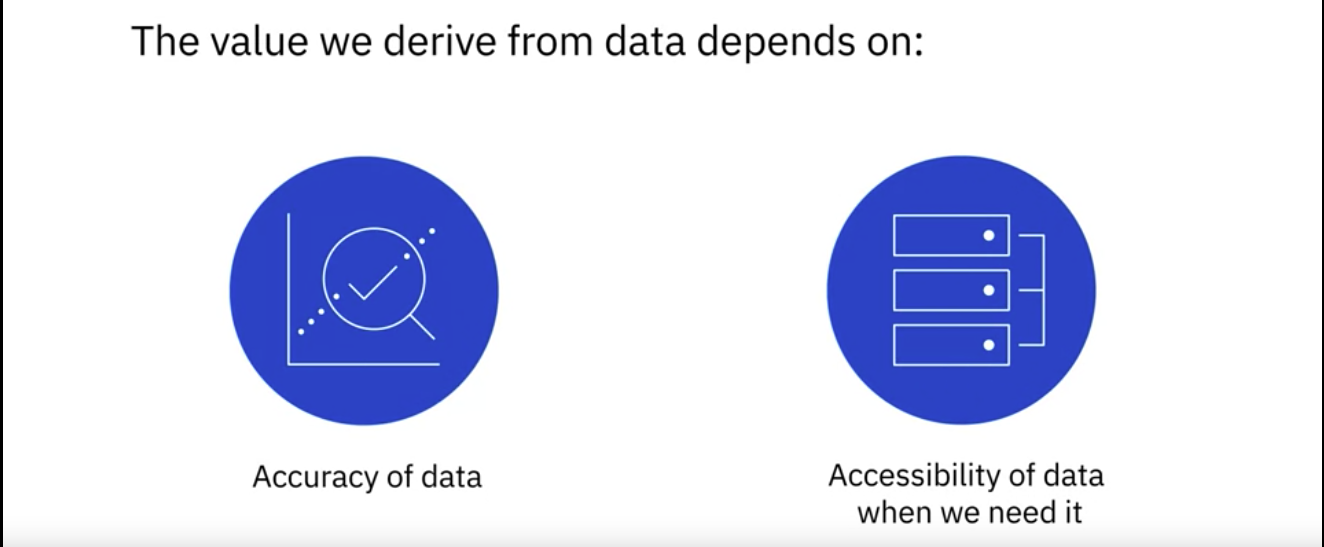 The value we derive from data depends on:
Accuracy of data
Accessibility of data
when we need it